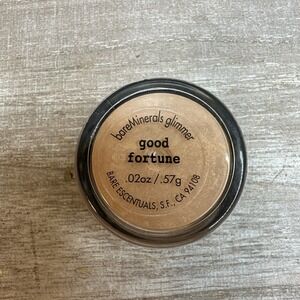 bareMinerals glimmer
good
fortune
.02oz /.57g
BARE ESCENTUALS, S.F., CA 94108